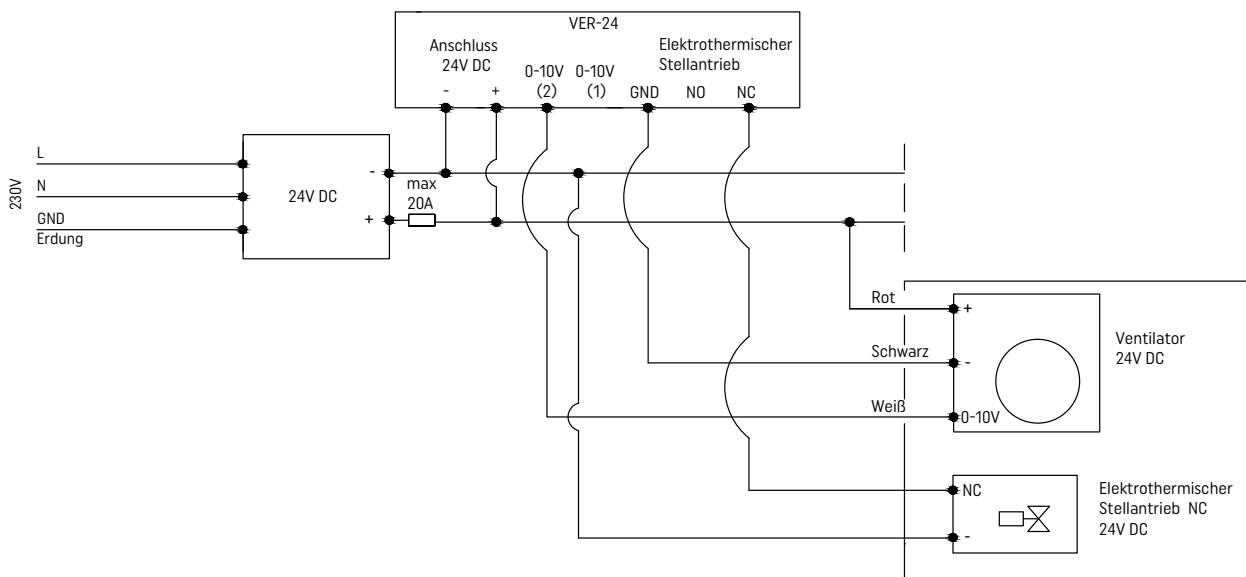 VER-24
Anschluss
24V DC
Elektrothermischer
Stellantrieb
0-10V
(2)
0-10V
(1)
-
+
GND
NO
NC
230V
L
N
GND
Erdung
24V DC
-
+
max
20A
Rot
Schwarz
Weiß
+
-
0-10V
Ventilator
24V DC
NC
-
Elektrothermischer
Stellantrieb NC
24V DC